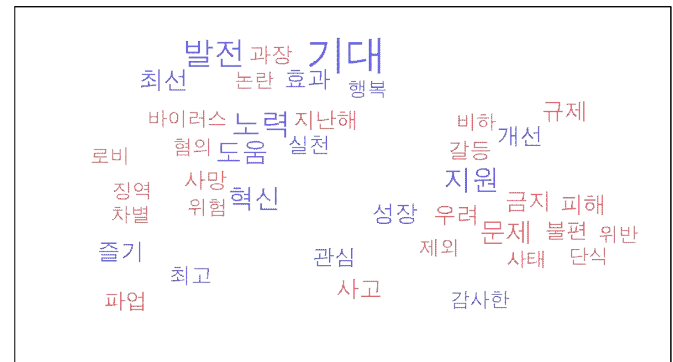 발전 과장 기대
최선 논란 효과 행복
바이러스 노력 지난해 비하 규제
로비 혐의 도움 실천 갈등 개선
징역 사망 혁신 지원
차별 위험 성장 우려 금지 피해
문제 불편 위반
즐기 관심 제외 사태 단식
최고
파업 사고 감사한